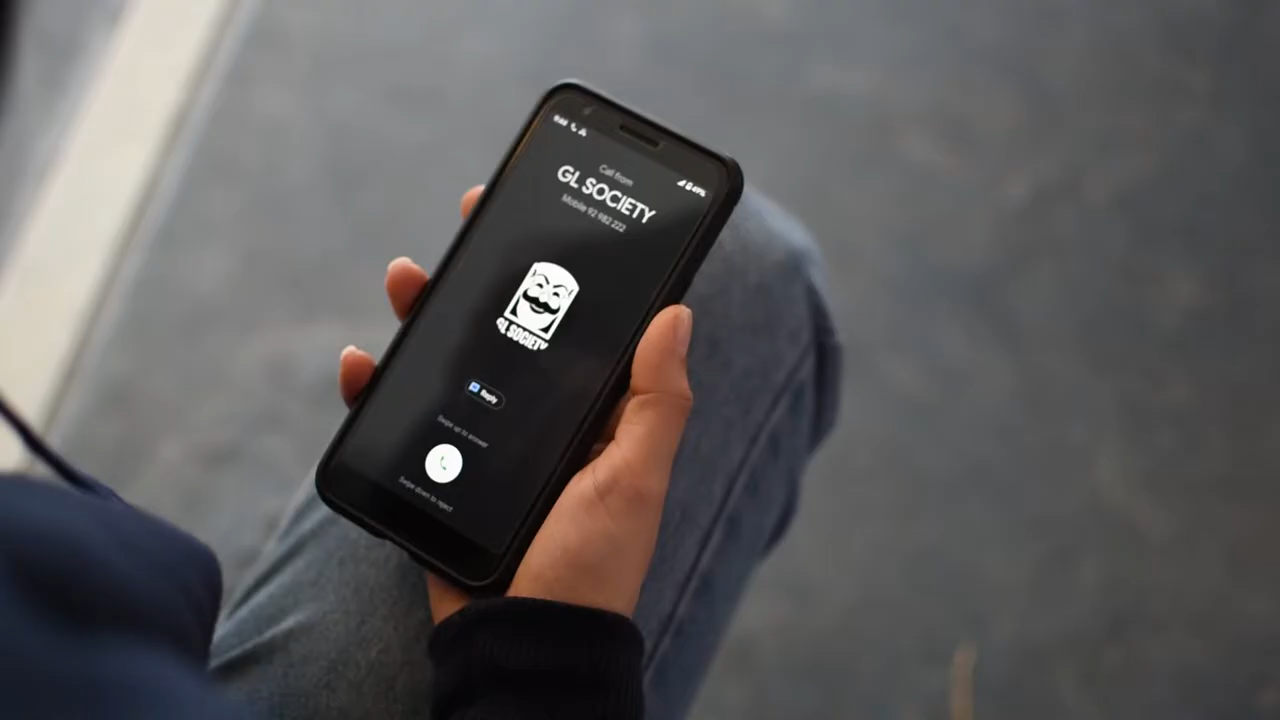 49%
Call from
GL SOCIETY
Mobile 92 982 222
GL SOCIETY
Reply
Swipe up to answer
Swipe down to reject